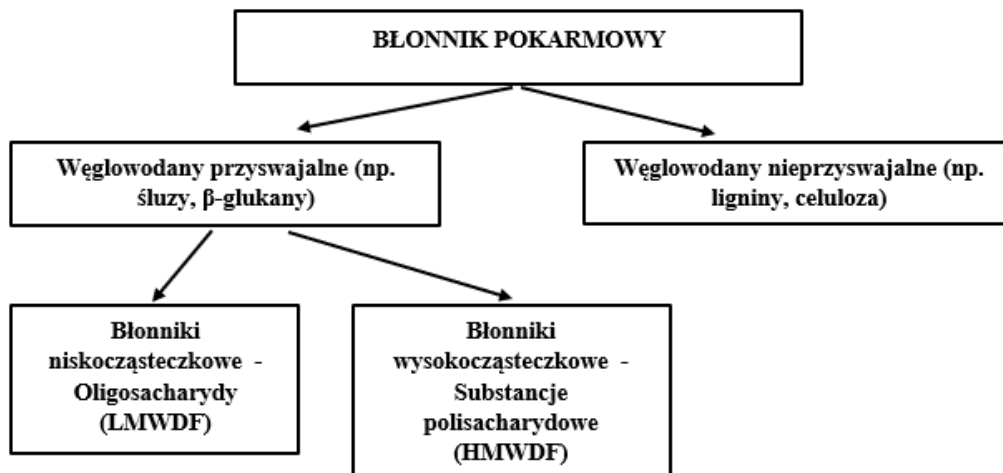 BŁONNIK POKARMOWY
Węglowodany przyswajalne (np.
śluzy, β-glukany)
Węglowodany nieprzyswajalne (np.
ligniny, celuloza)
Błonniki
niskocząsteczkowe -
Oligosacharydy
(LMWDF)
Błonniki
wysokocząsteczkowe -
Substancje
polisacharydowe
(HMWDF)